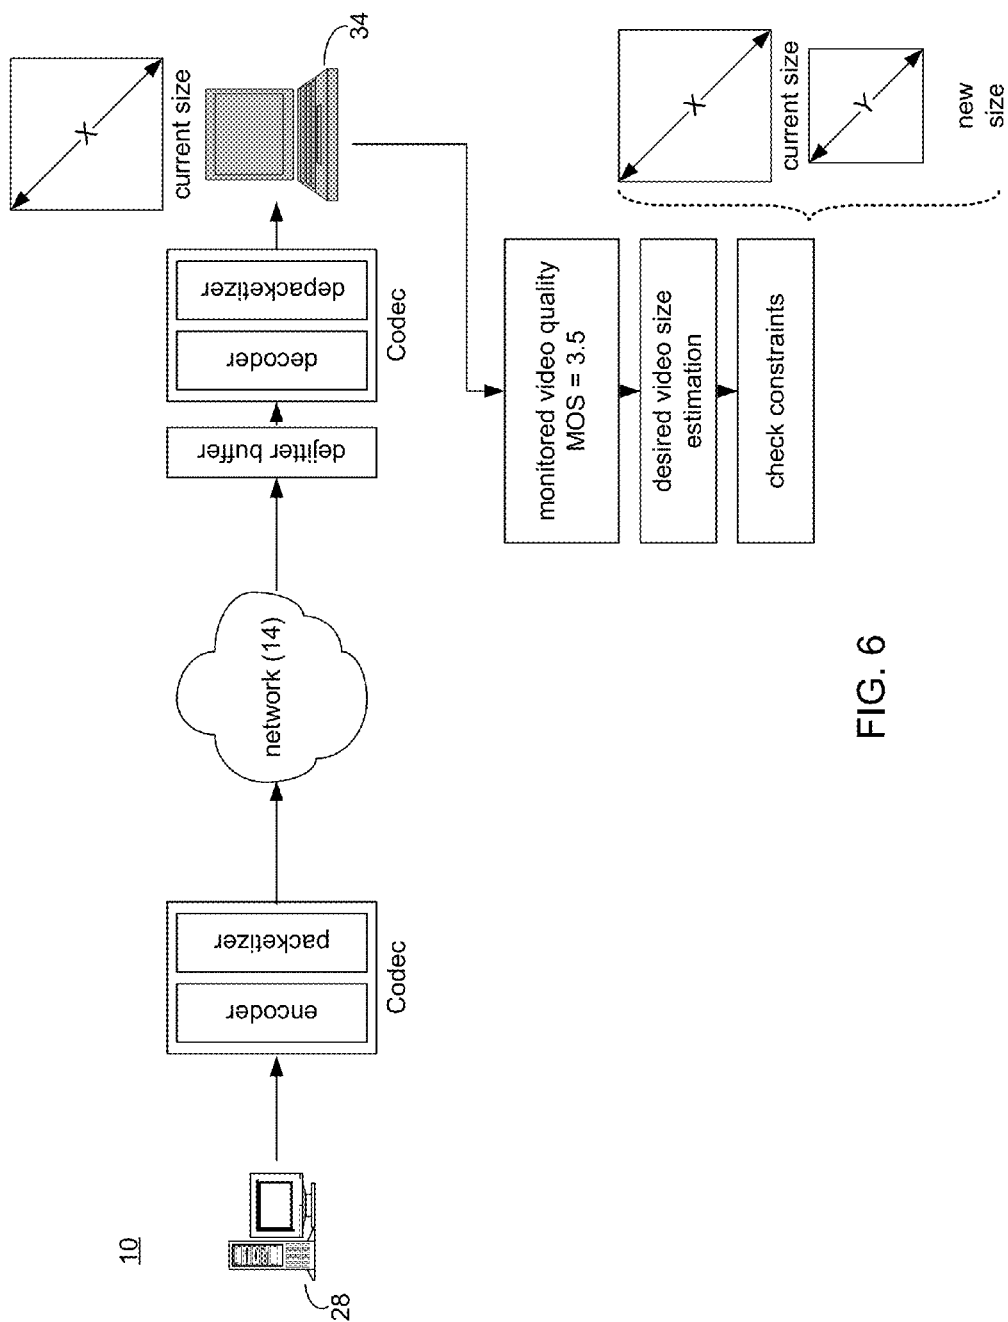 10
28
encoder
packetizer
Codec
network (14)
dejitter buffer
decoder
depacketizer
Codec
34
X
current size
monitored video quality
MOS = 3.5
desired video size
estimation
check constraints
X
current size
Y
new
size
FIG. 6